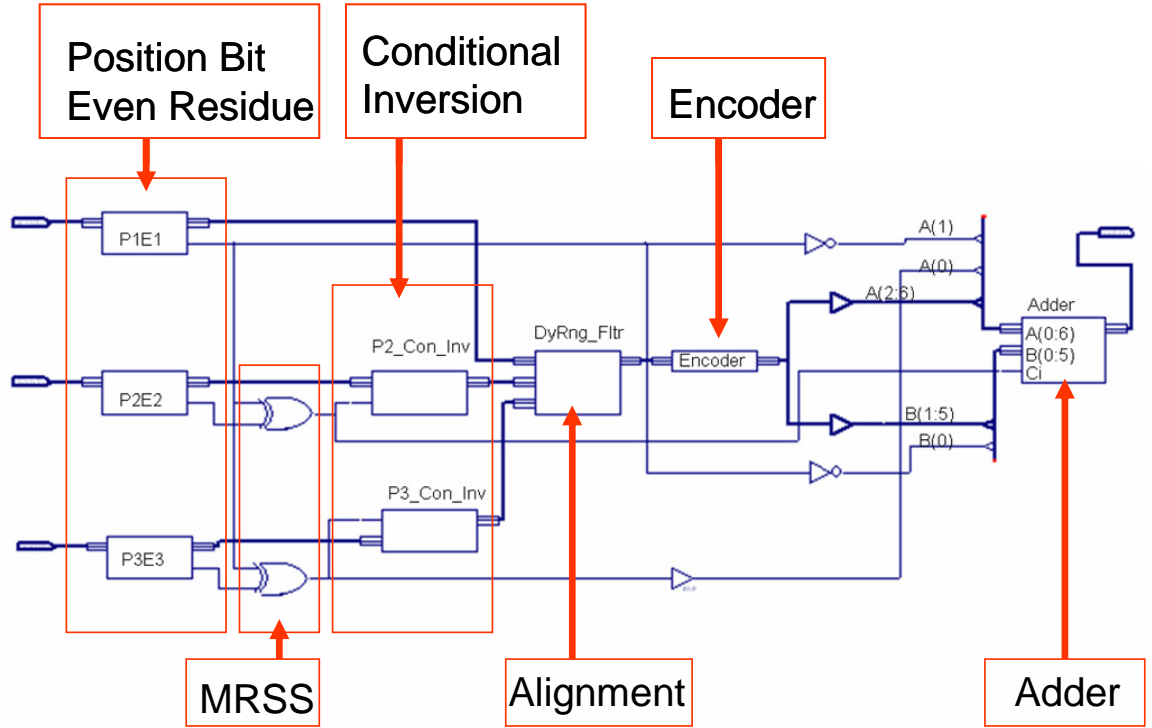 Position Bit
Even Residue
Conditional
Inversion
Encoder
P1E1
A(1)
A(0)
A(2:6)
DyRng_Fltr
Adder
P2_Con_Inv
Encoder
A(0:6)
B(0:5)
Ci
P2E2
B(1:5)
B(0)
P3_Con_Inv
P3E3
MRSS
Alignment
Adder